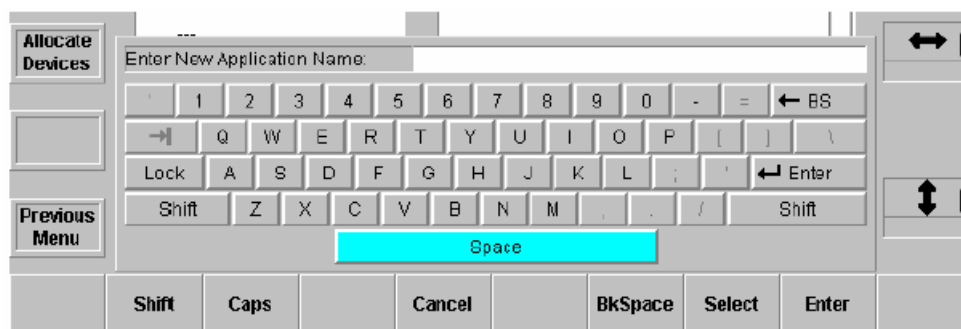 Allocate
Devices
Enter New Application Name:
' 1 2 3 4 5 6 7 8 9 0 - = ← BS
Q W E R T Y U I O P [ ] \
Lock A S D F G H J K L ; ' ↵ Enter
Shift Z X C V B N M , . / Shift
Space
Previous
Menu
Shift Caps Cancel BkSpace Select Enter